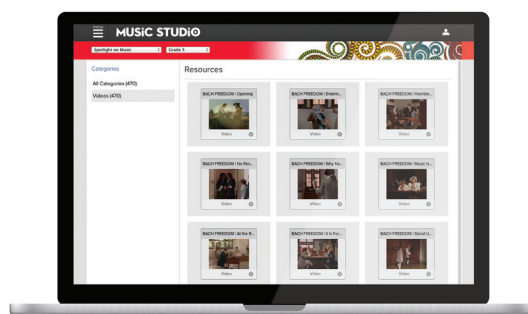 MUSiC STUDiO
Spotlight on Music
Grade 5
Categories
All Categories (470)
Videos (470)
Resources
BACH FREEDOM | Opening
Video
BACH FREEDOM | Enterin...
Video
BACH FREEDOM |
Video
BACH FREEDOM | No Res...
Video
BACH FREEDOM | Why No...
Video
BACH FREEDOM | Music Is...
Video
BACH FREEDOM | At the R...
Video
BACH FREEDOM | It Is For...
Video
BACH FREEDOM | Stand U...
Video